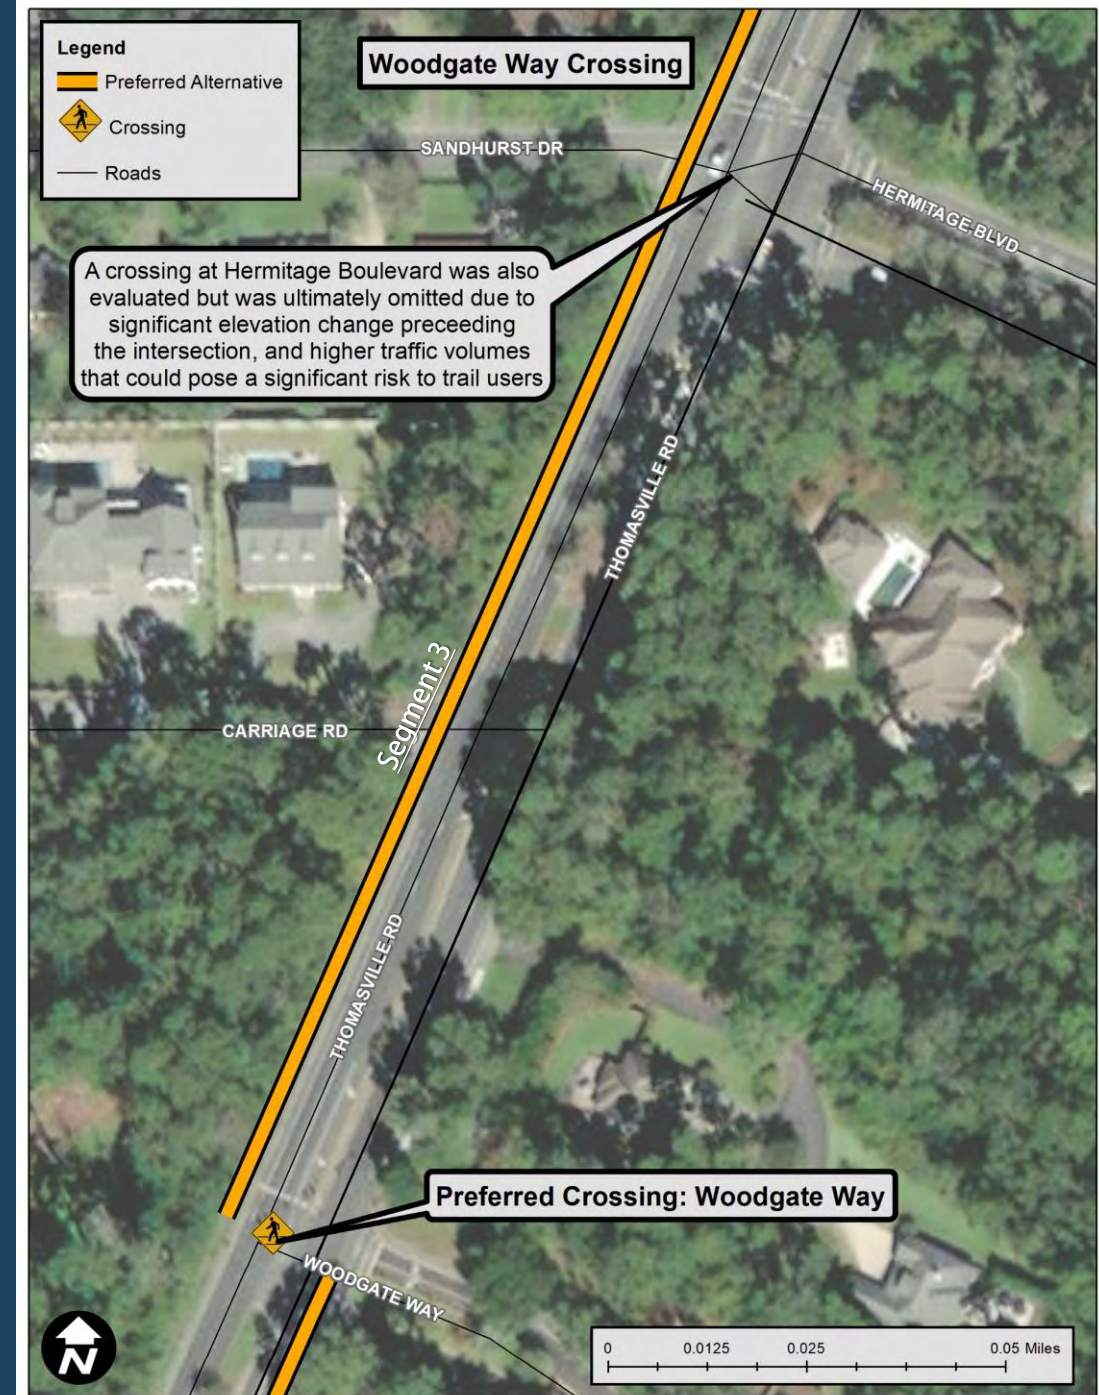 Legend
Preferred Alternative
Crossing
Roads
Woodgate Way Crossing
SANDHURST DR
HERMITAGE BLVD
A crossing at Hermitage Boulevard was also
evaluated but was ultimately omitted due to
significant elevation change preceeding
the intersection, and higher traffic volumes
that could pose a significant risk to trail users
THOMASVILLE RD
Segment 3
CARRIAGE RD
THOMASVILLE RD
Preferred Crossing: Woodgate Way
WOODGATE WAY
N
0 0.0125 0.025 0.05 Miles